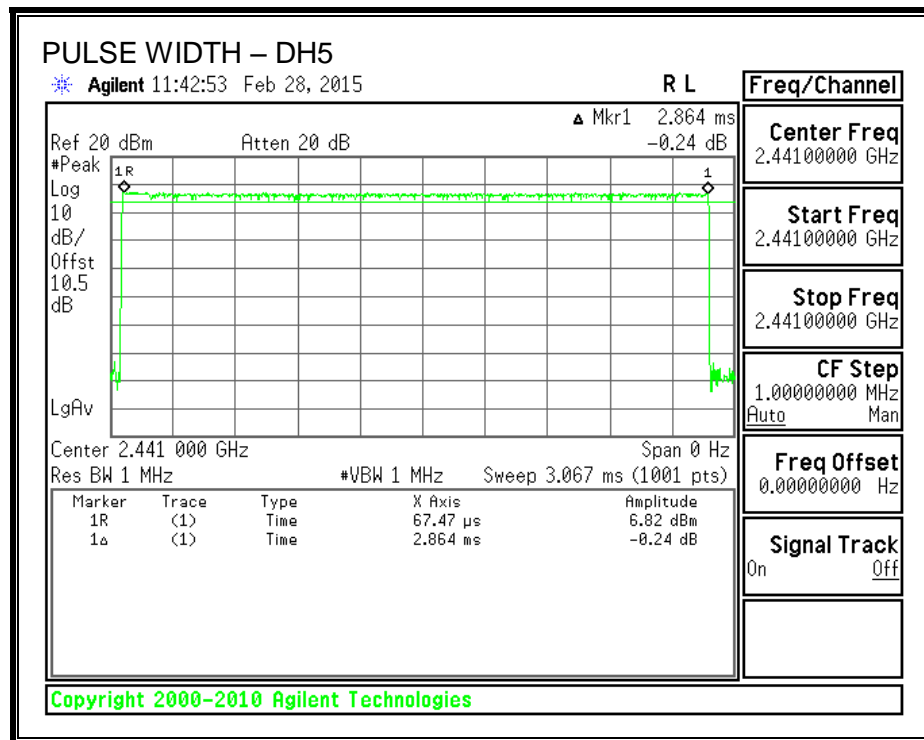 PULSE WIDTH – DH5
Agilent 11:42:53 Feb 28, 2015 R L
Δ Mkr1 2.864 ms
Ref 20 dBm Atten 20 dB -0.24 dB
#Peak
Log
10
dB/
Offst
10.5
dB
LgAv
1R
1
Center 2.441 000 GHz Span 0 Hz
Res BW 1 MHz #VBW 1 MHz Sweep 3.067 ms (1001 pts)
Marker Trace Type X Axis Amplitude
1R (1) Time 67.47 µs 6.82 dBm
1Δ (1) Time 2.864 ms -0.24 dB
Freq/Channel
Center Freq
2.44100000 GHz
Start Freq
2.44100000 GHz
Stop Freq
2.44100000 GHz
CF Step
1.00000000 MHz
Auto Man
Freq Offset
0.00000000 Hz
Signal Track
On Off
Copyright 2000-2010 Agilent Technologies